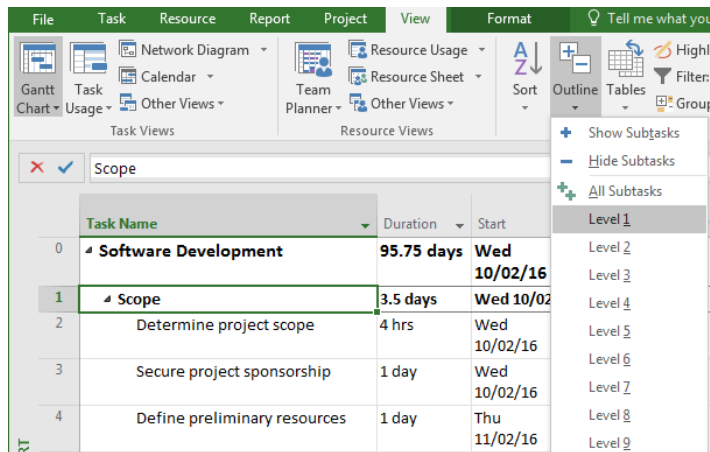 File Task Resource Report Project View Format Tell me what you
Network Diagram Resource Usage Highl
Calendar Resource Sheet Filter:
Other Views Other Views Group
Gantt Chart Task Usage Team Planner Sort Outline Tables
Task Views Resource Views
Show Subtasks
Hide Subtasks
All Subtasks
Level 1
Level 2
Level 3
Level 4
Level 5
Level 6
Level 7
Level 8
Level 9
Scope
Task Name Duration Start
0 Software Development 95.75 days Wed
10/02/16
1 Scope 3.5 days Wed 10/02
2 Determine project scope 4 hrs Wed
10/02/16
3 Secure project sponsorship 1 day Wed
10/02/16
4 Define preliminary resources 1 day Thu
11/02/16
RT